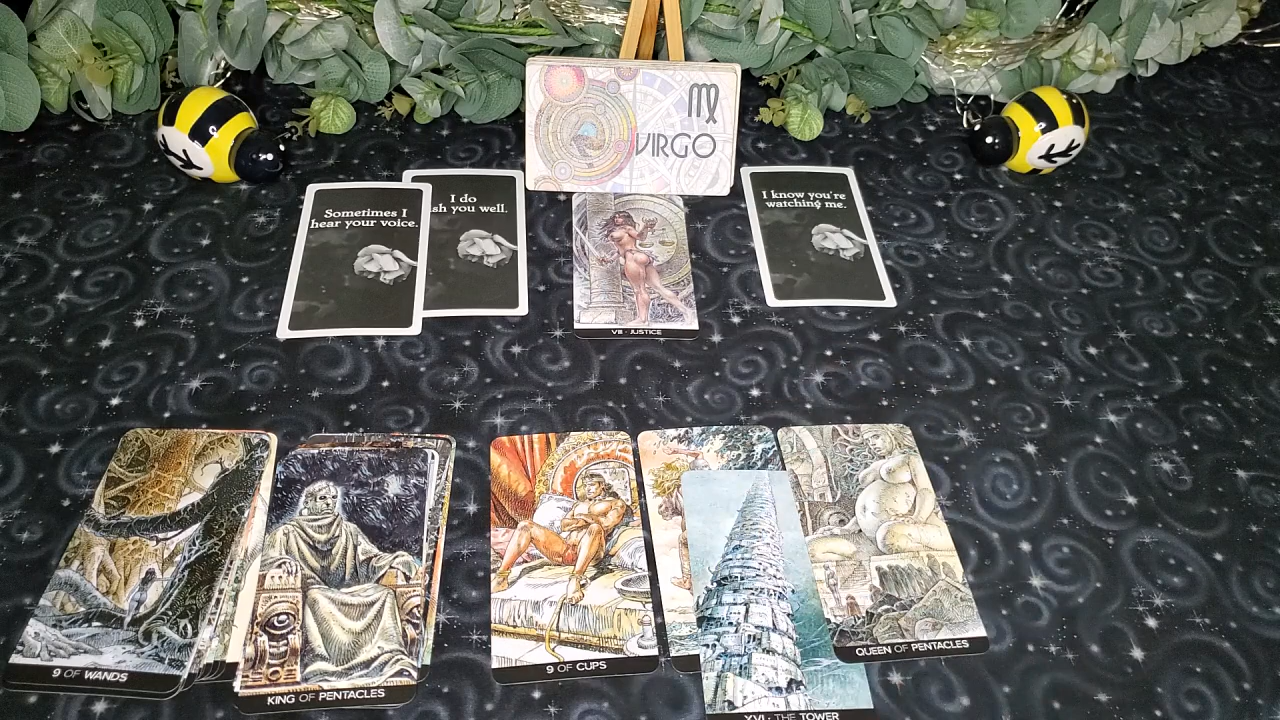 VIRGO
Sometimes I
hear your voice.
I do
sh you well.
I know you're
watching me.
VIII · JUSTICE
9 OF WANDS
KING OF PENTACLES
9 OF CUPS
XVI · THE TOWER
QUEEN OF PENTACLES